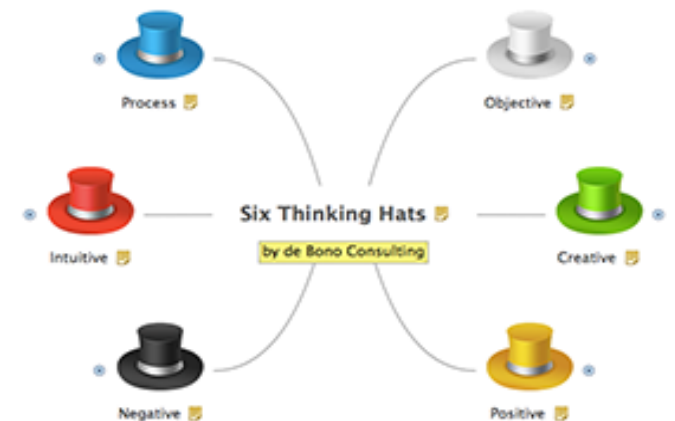 Process
Objective
Six Thinking Hats
by de Bono Consulting
Intuitive
Creative
Negative
Positive